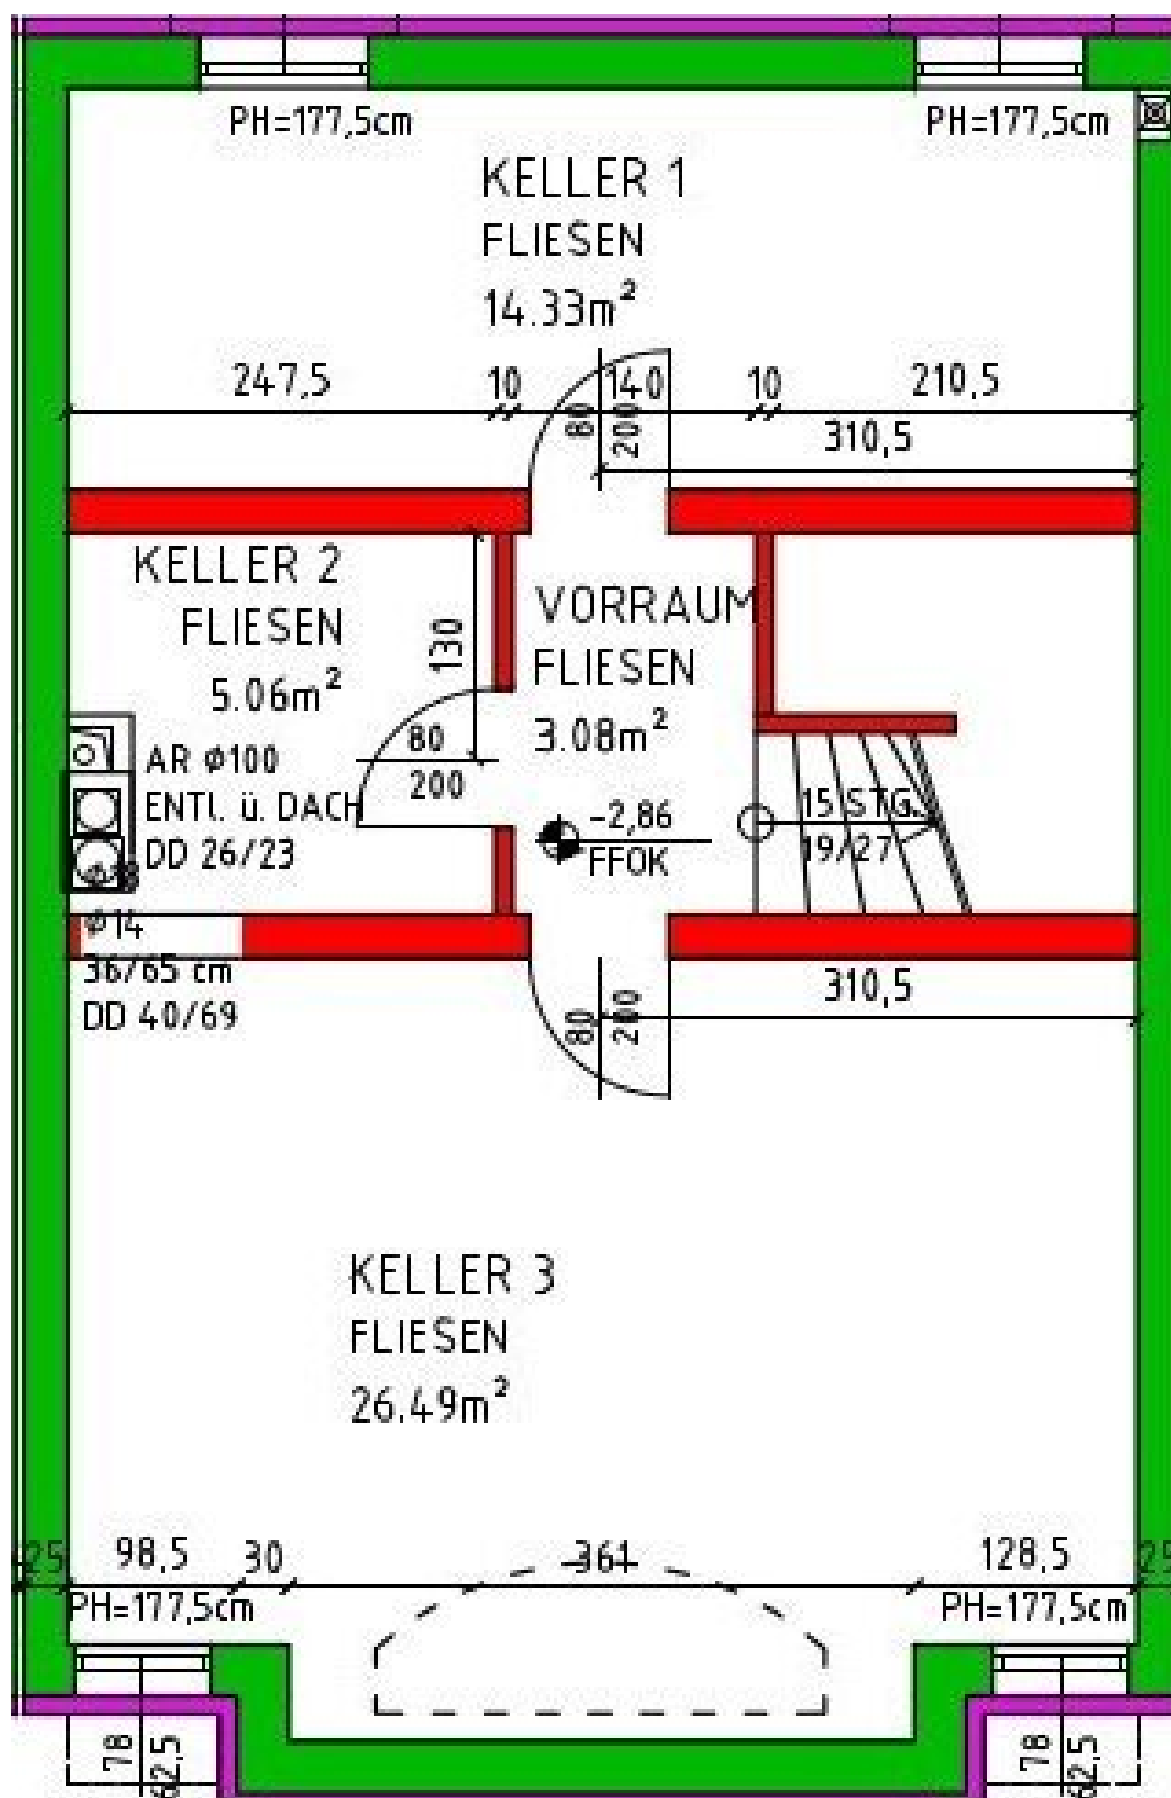 PH=177,5cm
PH=177,5cm
KELLER 1
FLIESEN
14.33m²
247,5
10
140
10
210,5
80
200
310,5
KELLER 2
FLIESEN
5.06m²
130
80
200
VORRAUM
FLIESEN
3.08m²
AR φ100
ENTL. ü. DACH
DD 26/23
-2,86
FFOK
15 STG.
19/27
φ14
36/65 cm
DD 40/69
80
200
310,5
KELLER 3
FLIESEN
26.49m²
25
98,5
30
361
128,5
25
PH=177,5cm
PH=177,5cm
78
62,5
78
62,5